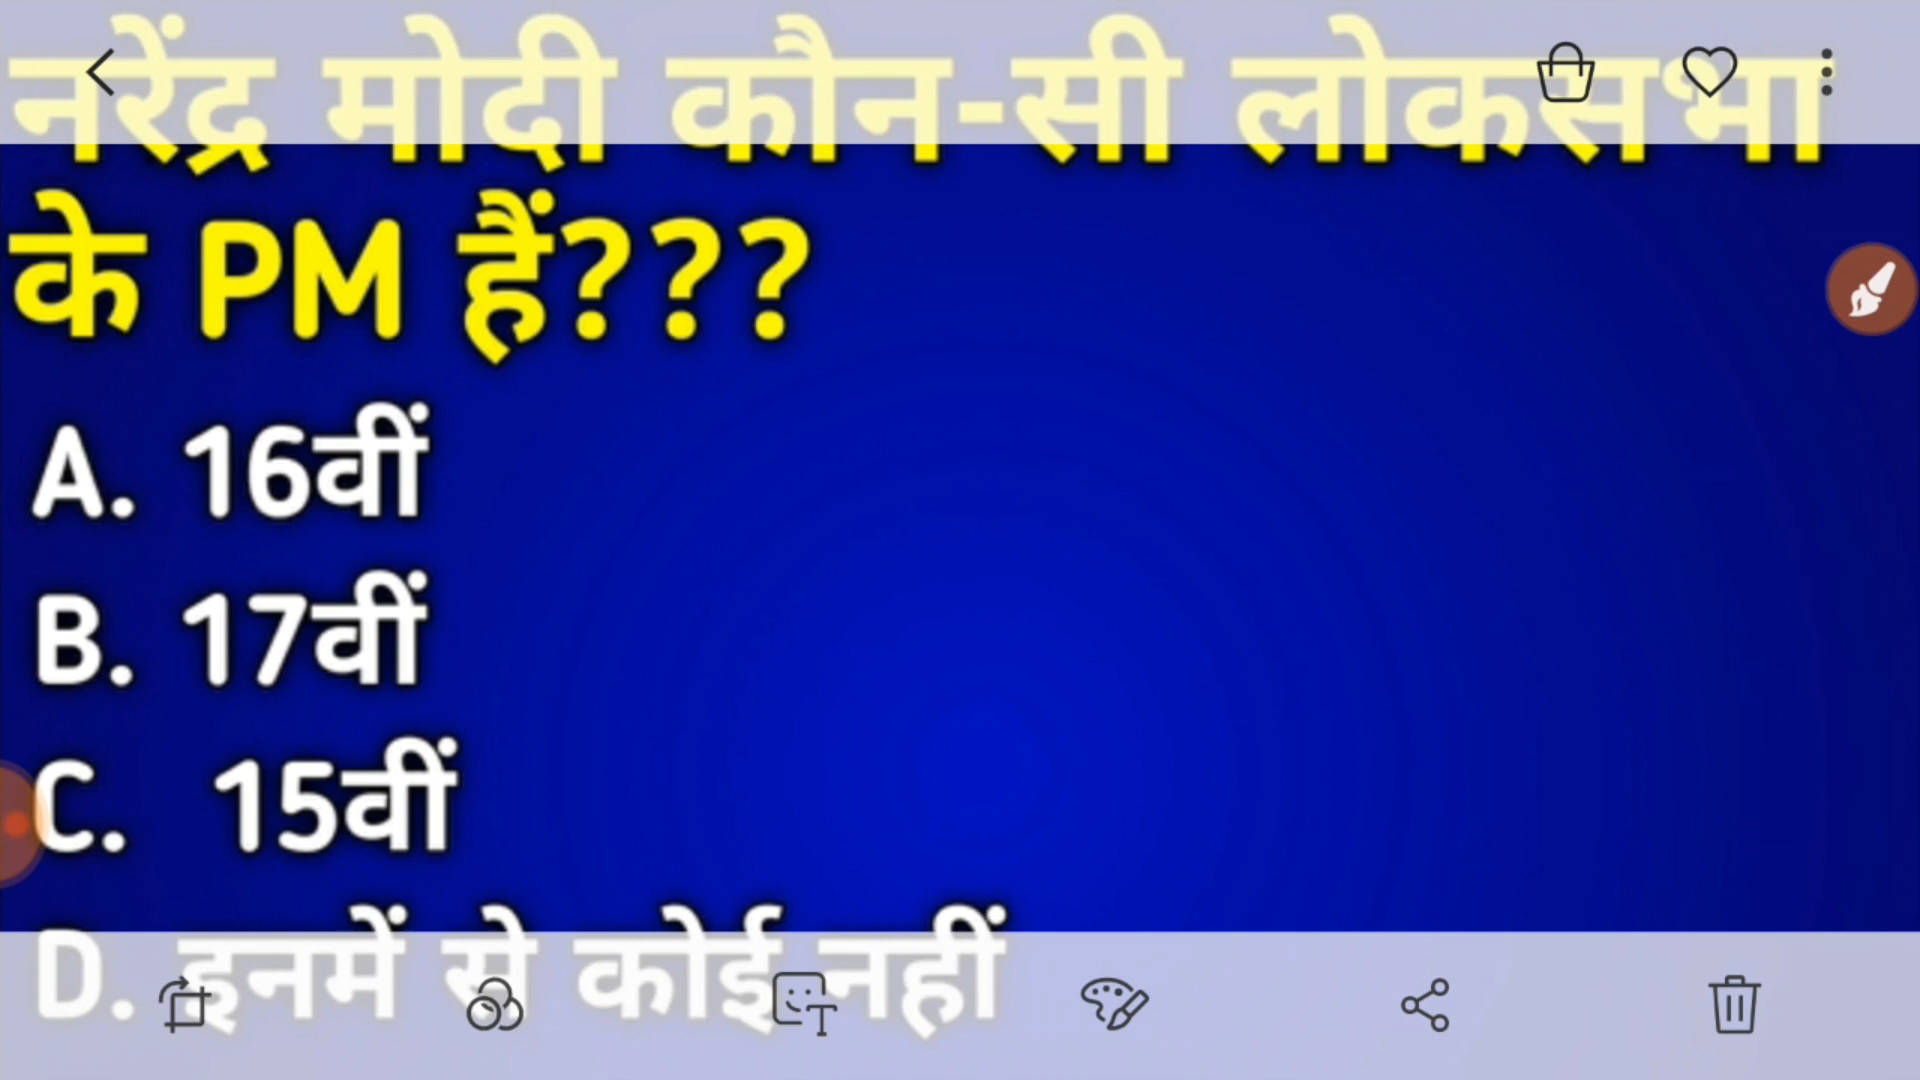 नरेंद्र मोदी कौन-सी लोकसभा
के PM हैं???
A. 16वीं
B. 17वीं
C. 15वीं
D. इनमें से कोई नहीं